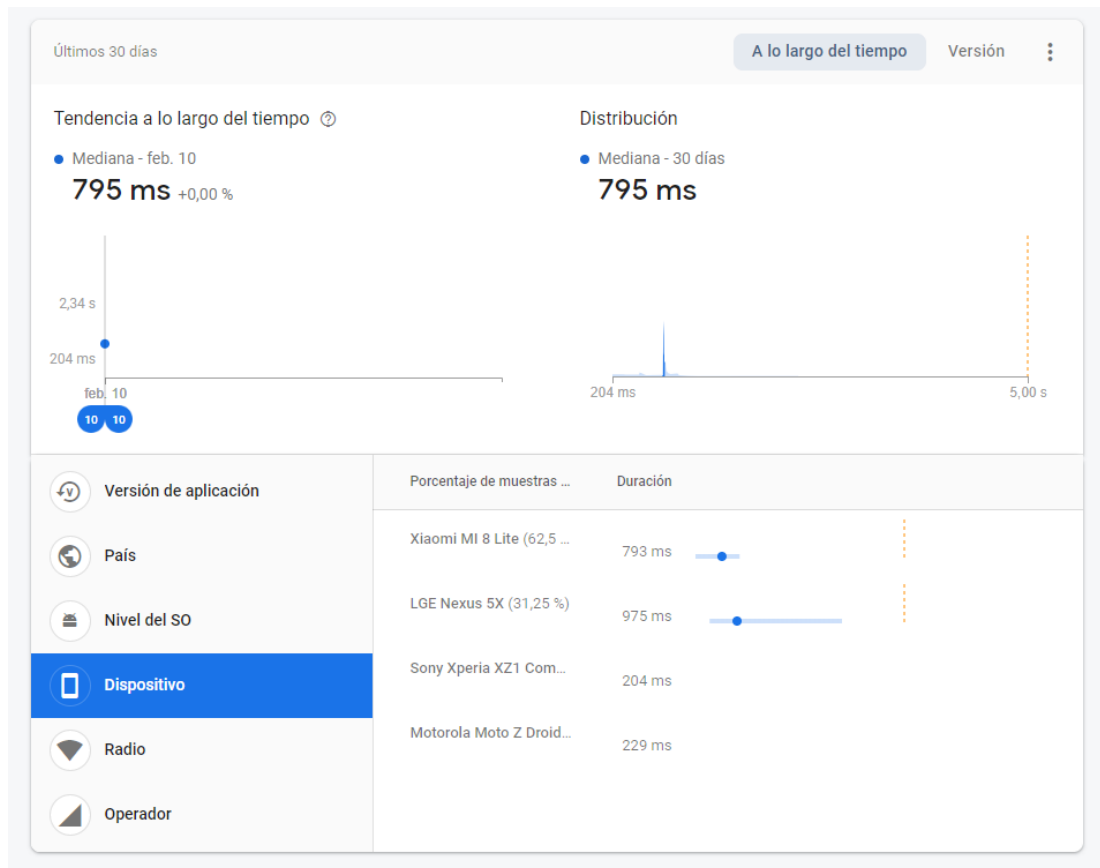 Últimos 30 días
A lo largo del tiempo
Versión
Tendencia a lo largo del tiempo
Mediana - feb. 10
795 ms +0,00 %
2,34 s
204 ms
feb. 10
10 10
Distribución
Mediana - 30 días
795 ms
204 ms
5,00 s
Versión de aplicación
País
Nivel del SO
Dispositivo
Radio
Operador
Porcentaje de muestras ... Duración
Xiaomi MI 8 Lite (62,5 ... 793 ms
LGE Nexus 5X (31,25 %) 975 ms
Sony Xperia XZ1 Com... 204 ms
Motorola Moto Z Droid... 229 ms